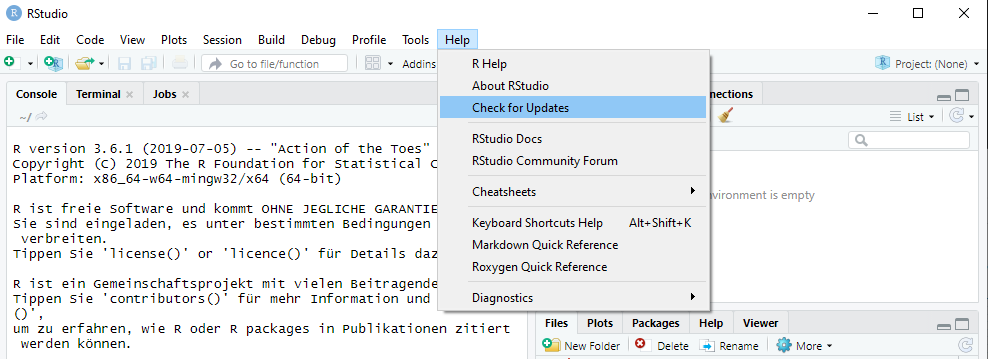 RStudio
File Edit Code View Plots Session Build Debug Profile Tools Help
Go to file/function Addins Project: (None)
Console Terminal Jobs
~/
R version 3.6.1 (2019-07-05) -- "Action of the Toes"
Copyright (C) 2019 The R Foundation for Statistical C
Platform: x86_64-w64-mingw32/x64 (64-bit)
R ist freie Software und kommt OHNE JEGLICHE GARANTIE
Sie sind eingeladen, es unter bestimmten Bedingungen
verbreiten.
Tippen Sie 'license()' or 'licence()' für Details daz
R ist ein Gemeinschaftsprojekt mit vielen Beitragende
Tippen Sie 'contributors()' für mehr Information und
()',
um zu erfahren, wie R oder R packages in Publikationen zitiert
werden können.
R Help
About RStudio
Check for Updates
RStudio Docs
RStudio Community Forum
Cheatsheets
Keyboard Shortcuts Help Alt+Shift+K
Markdown Quick Reference
Roxygen Quick Reference
Diagnostics
nnections
List
vironment is empty
Files Plots Packages Help Viewer
New Folder Delete Rename More